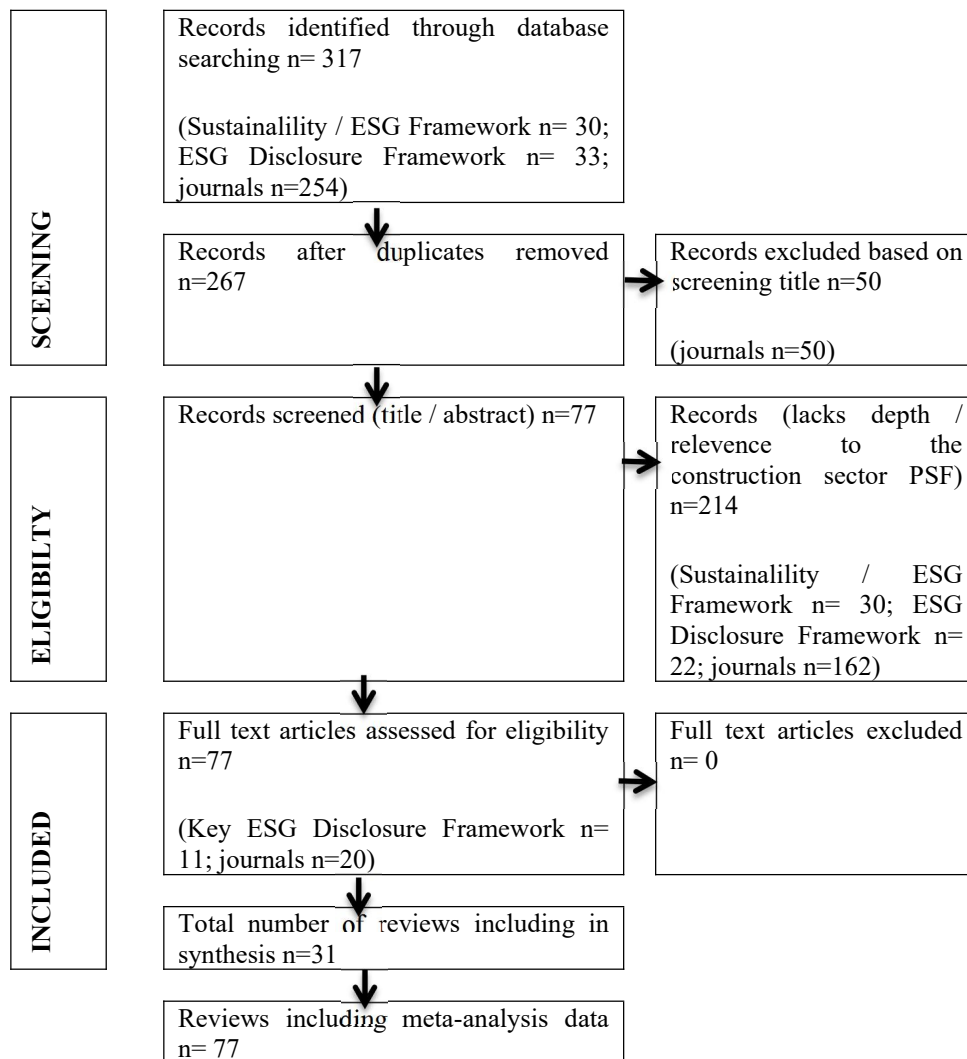 SCEENING
Records identified through database
searching n= 317
(Sustainalility / ESG Framework n= 30;
ESG Disclosure Framework n= 33;
journals n=254)
Records after duplicates removed
n=267
Records excluded based on
screening title n=50
(journals n=50)
ELIGIBILTY
Records screened (title / abstract) n=77
Records (lacks depth /
relevence to the
construction sector PSF)
n=214
(Sustainalility / ESG
Framework n= 30; ESG
Disclosure Framework n=
22; journals n=162)
INCLUDED
Full text articles assessed for eligibility
n=77
(Key ESG Disclosure Framework n=
11; journals n=20)
Full text articles excluded
n= 0
Total number of reviews including in
synthesis n=31
Reviews including meta-analysis data
n= 77